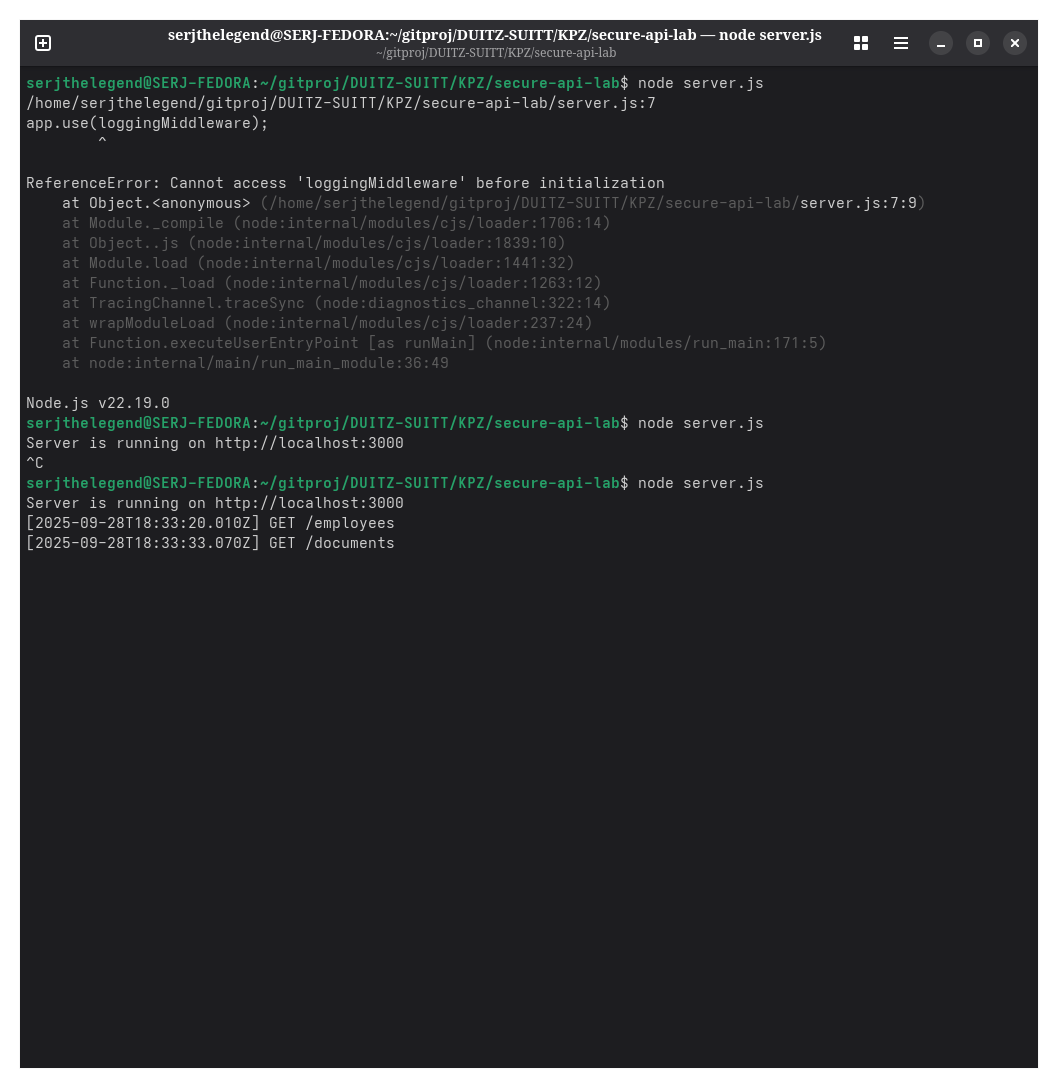 serjthelegend@SERJ-FEDORA:~/gitproj/DUITZ-SUITT/KPZ/secure-api-lab — node server.js
~/gitproj/DUITZ-SUITT/KPZ/secure-api-lab
serjthelegend@SERJ-FEDORA:~/gitproj/DUITZ-SUITT/KPZ/secure-api-lab$ node server.js
/home/serjthelegend/gitproj/DUITZ-SUITT/KPZ/secure-api-lab/server.js:7
app.use(loggingMiddleware);
        ^
ReferenceError: Cannot access 'loggingMiddleware' before initialization
    at Object.<anonymous> (/home/serjthelegend/gitproj/DUITZ-SUITT/KPZ/secure-api-lab/server.js:7:9)
    at Module._compile (node:internal/modules/cjs/loader:1706:14)
    at Object..js (node:internal/modules/cjs/loader:1839:10)
    at Module.load (node:internal/modules/cjs/loader:1441:32)
    at Function._load (node:internal/modules/cjs/loader:1263:12)
    at TracingChannel.traceSync (node:diagnostics_channel:322:14)
    at wrapModuleLoad (node:internal/modules/cjs/loader:237:24)
    at Function.executeUserEntryPoint [as runMain] (node:internal/modules/run_main:171:5)
    at node:internal/main/run_main_module:36:49
Node.js v22.19.0
serjthelegend@SERJ-FEDORA:~/gitproj/DUITZ-SUITT/KPZ/secure-api-lab$ node server.js
Server is running on http://localhost:3000
^C
serjthelegend@SERJ-FEDORA:~/gitproj/DUITZ-SUITT/KPZ/secure-api-lab$ node server.js
Server is running on http://localhost:3000
[2025-09-28T18:33:20.010Z] GET /employees
[2025-09-28T18:33:33.070Z] GET /documents